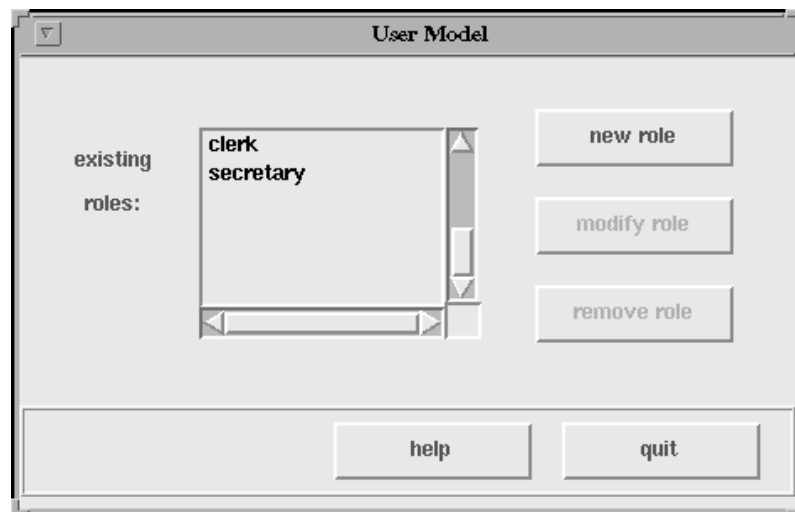 User Model
existing
roles:
clerk
secretary
new role
modify role
remove role
help
quit